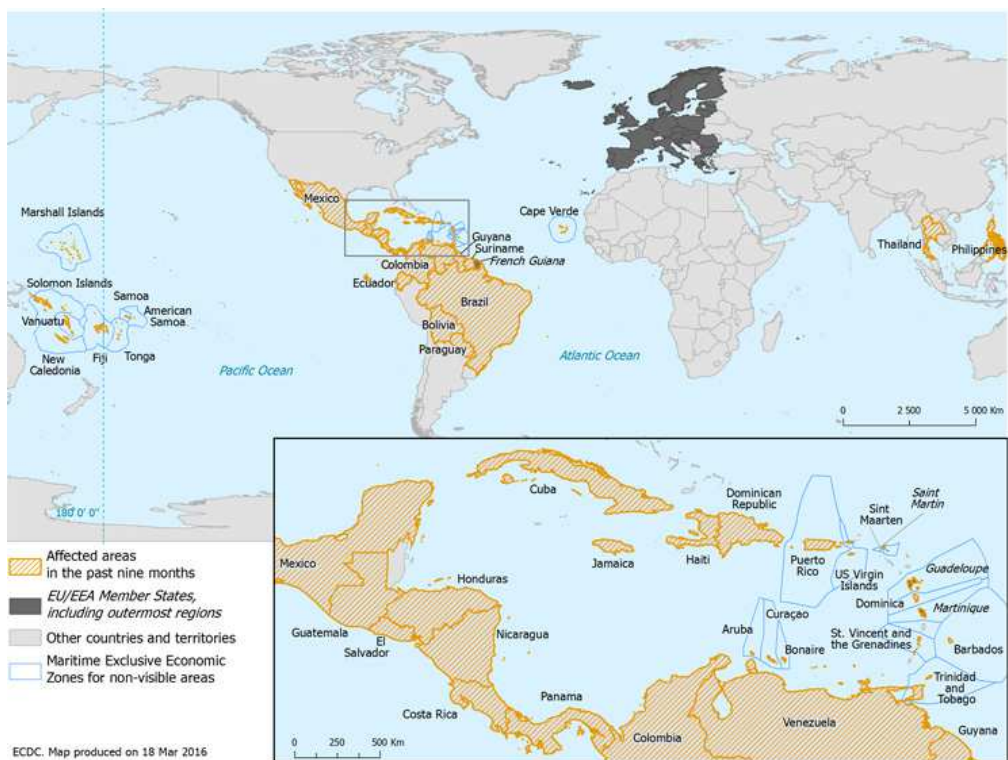 Mexico
Marshall Islands
Cape Verde
Guyana
Suriname
French Guiana
Thailand
Philippines
Colombia
Ecuador
Solomon Islands
Samoa
American
Samoa
Vanuatu
New
Caledonia
Fiji
Tonga
Brazil
Bolivia
Paraguay
Pacific Ocean
Atlantic Ocean
0
2 500
5 000 Km
180°0' 0"
Affected areas
in the past nine months
EU/EEA Member States,
including outermost regions
Other countries and territories
Maritime Exclusive Economic
Zones for non-visible areas
ECDC. Map produced on 18 Mar 2016
Cuba
Dominican
Republic
Saint
Martin
Sint
Maarten
Mexico
Jamaica
Haiti
Puerto
Rico
US Virgin
Islands
Guadeloupe
Honduras
Dominica
Martinique
Guatemala
El
Salvador
Nicaragua
Aruba
Curaçao
Bonaire
St. Vincent and
the Grenadines
Barbados
Trinidad
and
Tobago
Costa Rica
Panama
Colombia
Venezuela
Guyana
0
250
500 Km